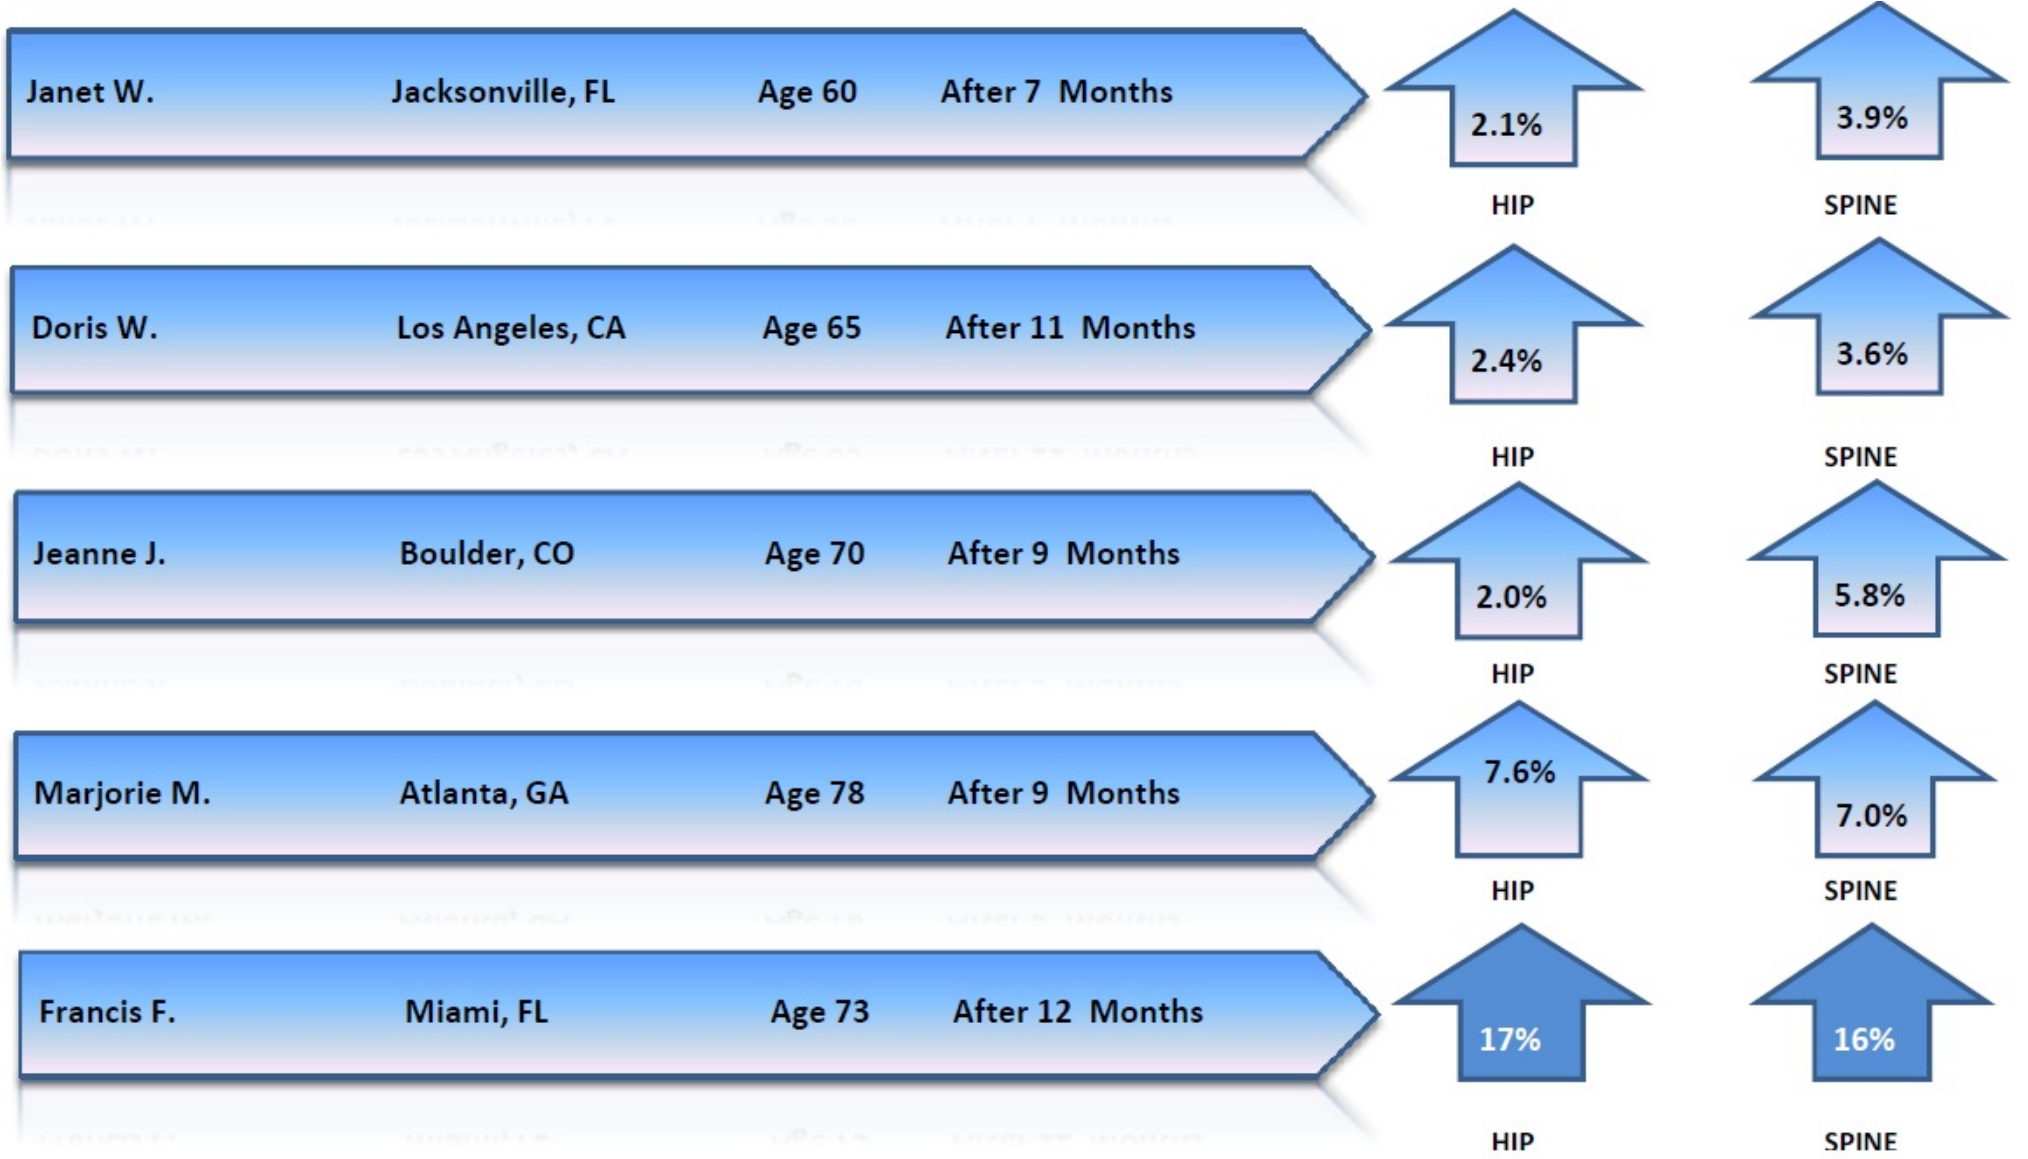 Janet W. Jacksonville, FL Age 60 After 7 Months 2.1% 3.9%
HIP SPINE
Doris W. Los Angeles, CA Age 65 After 11 Months 2.4% 3.6%
HIP SPINE
Jeanne J. Boulder, CO Age 70 After 9 Months 2.0% 5.8%
HIP SPINE
Marjorie M. Atlanta, GA Age 78 After 9 Months 7.6% 7.0%
HIP SPINE
Francis F. Miami, FL Age 73 After 12 Months 17% 16%
HIP SPINE